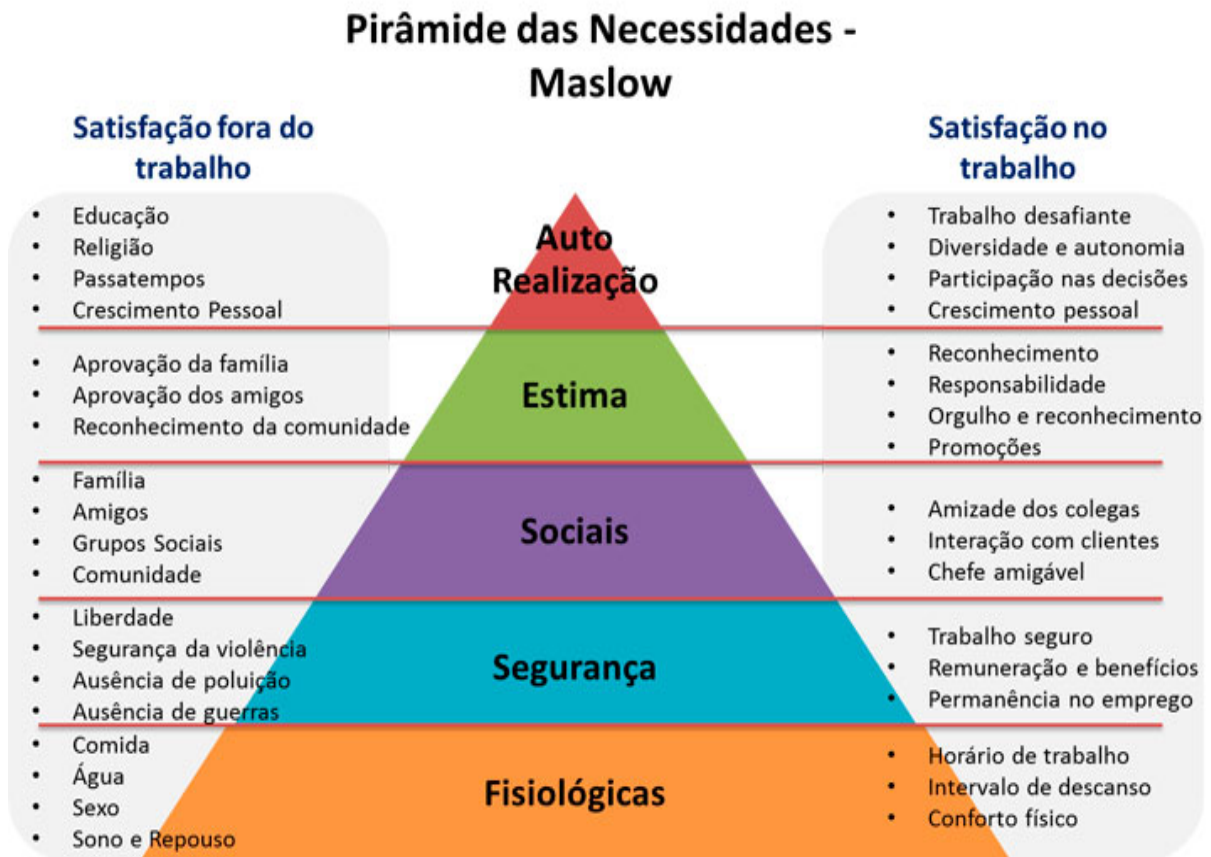 Pirâmide das Necessidades -
Maslow
Satisfação fora do
trabalho
Satisfação no
trabalho
• Educação
• Religião
• Passatempos
• Crescimento Pessoal
Auto
Realização
• Trabalho desafiante
• Diversidade e autonomia
• Participação nas decisões
• Crescimento pessoal
• Aprovação da família
• Aprovação dos amigos
• Reconhecimento da comunidade
Estima
• Reconhecimento
• Responsabilidade
• Orgulho e reconhecimento
• Promoções
• Família
• Amigos
• Grupos Sociais
• Comunidade
Sociais
• Amizade dos colegas
• Interação com clientes
• Chefe amigável
• Liberdade
• Segurança da violência
• Ausência de poluição
• Ausência de guerras
Segurança
• Trabalho seguro
• Remuneração e benefícios
• Permanência no emprego
• Comida
• Água
• Sexo
• Sono e Repouso
Fisiológicas
• Horário de trabalho
• Intervalo de descanso
• Conforto físico